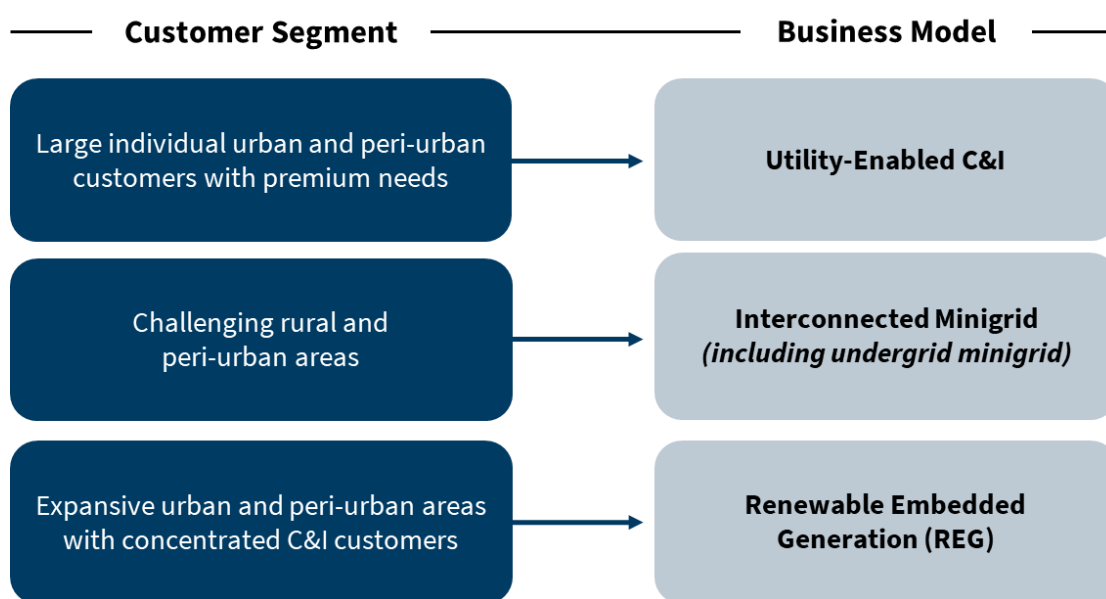 Customer Segment
Business Model
Large individual urban and peri-urban
customers with premium needs
Utility-Enabled C&I
Challenging rural and
peri-urban areas
Interconnected Minigrid
(including undergrid minigrid)
Expansive urban and peri-urban areas
with concentrated C&I customers
Renewable Embedded
Generation (REG)